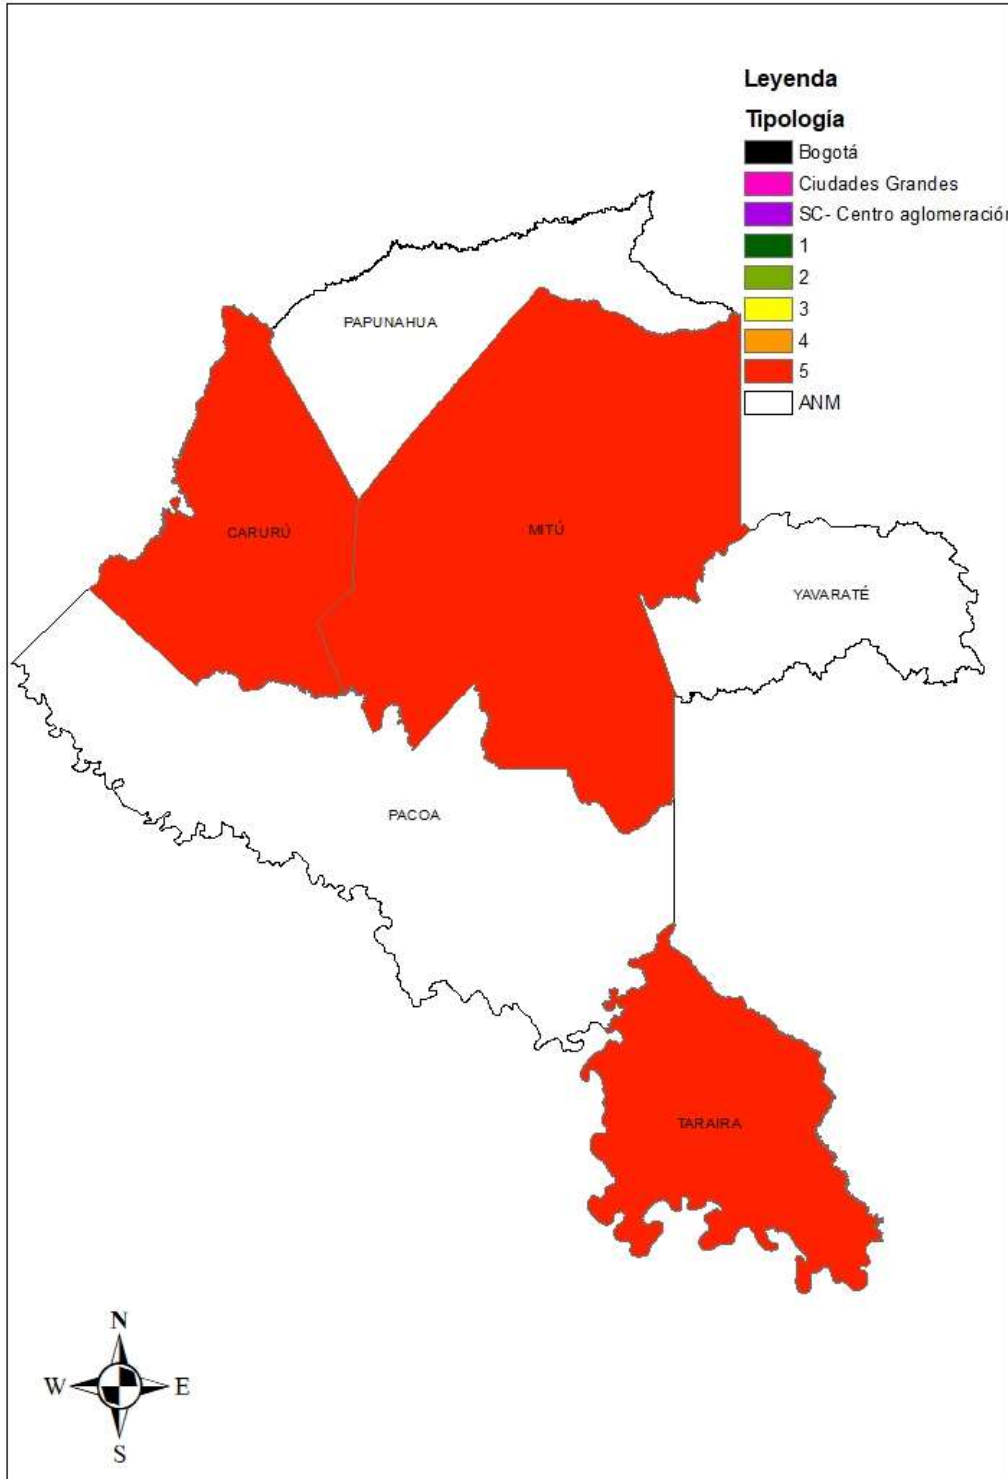 Leyenda
Tipología
Bogotá
Ciudades Grandes
SC- Centro aglomeración
1
2
3
4
5
ANM
PAPUNAHUA
CARURÚ
MITÚ
YAVARATÉ
PACOA
TARAIRA
N
W E
S